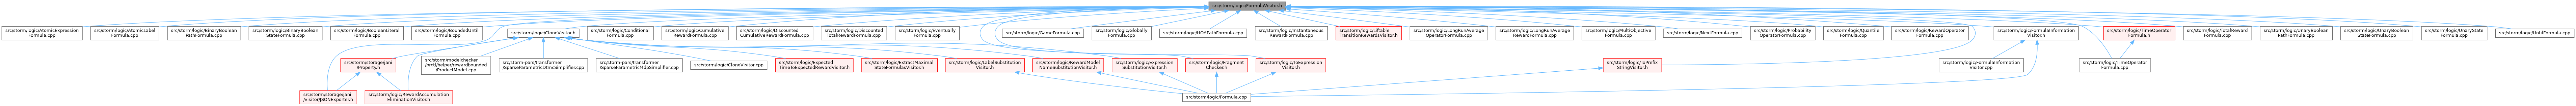 src/storm/logic/FormulaVisitor.h
src/storm/logic/AtomicExpression
Formula.cpp
src/storm/logic/AtomicLabel
Formula.cpp
src/storm/logic/BinaryBoolean
PathFormula.cpp
src/storm/logic/BinaryBoolean
StateFormula.cpp
src/storm/logic/BooleanLiteral
Formula.cpp
src/storm/logic/BoundedUntil
Formula.cpp
src/storm/logic/CloneVisitor.h
src/storm/logic/Conditional
Formula.cpp
src/storm/logic/Cumulative
RewardFormula.cpp
src/storm/logic/Discounted
CumulativeRewardFormula.cpp
src/storm/logic/Discounted
TotalRewardFormula.cpp
src/storm/logic/Eventually
Formula.cpp
src/storm/logic/GameFormula.cpp
src/storm/logic/Globally
Formula.cpp
src/storm/logic/HOAPathFormula.cpp
src/storm/logic/Instantaneous
RewardFormula.cpp
src/storm/logic/Liftable
TransitionRewardsVisitor.h
src/storm/logic/LongRunAverage
OperatorFormula.cpp
src/storm/logic/LongRunAverage
RewardFormula.cpp
src/storm/logic/MultiObjective
Formula.cpp
src/storm/logic/NextFormula.cpp
src/storm/logic/Probability
OperatorFormula.cpp
src/storm/logic/Quantile
Formula.cpp
src/storm/logic/RewardOperator
Formula.cpp
src/storm/logic/FormulaInformation
Visitor.h
src/storm/logic/TimeOperator
Formula.h
src/storm/logic/TotalReward
Formula.cpp
src/storm/logic/UnaryBoolean
PathFormula.cpp
src/storm/logic/UnaryBoolean
StateFormula.cpp
src/storm/logic/UnaryState
Formula.cpp
src/storm/logic/UntilFormula.cpp
src/storm/storage/jani
/Property.h
src/storm/modelchecker
/prctl/helper/rewardbounded
/ProductModel.cpp
src/storm-pars/transformer
/SparseParametricDtmcSimplifier.cpp
src/storm-pars/transformer
/SparseParametricMdpSimplifier.cpp
src/storm/logic/CloneVisitor.cpp
src/storm/logic/Expected
TimeToExpectedRewardVisitor.h
src/storm/logic/ExtractMaximal
StateFormulasVisitor.h
src/storm/logic/LabelSubstitution
Visitor.h
src/storm/logic/RewardModel
NameSubstitutionVisitor.h
src/storm/logic/Expression
SubstitutionVisitor.h
src/storm/logic/Fragment
Checker.h
src/storm/logic/ToExpression
Visitor.h
src/storm/logic/ToPrefix
StringVisitor.h
src/storm/logic/FormulaInformation
Visitor.cpp
src/storm/logic/TimeOperator
Formula.cpp
src/storm/storage/jani
/visitor/JSONExporter.h
src/storm/logic/RewardAccumulation
EliminationVisitor.h
src/storm/logic/Formula.cpp